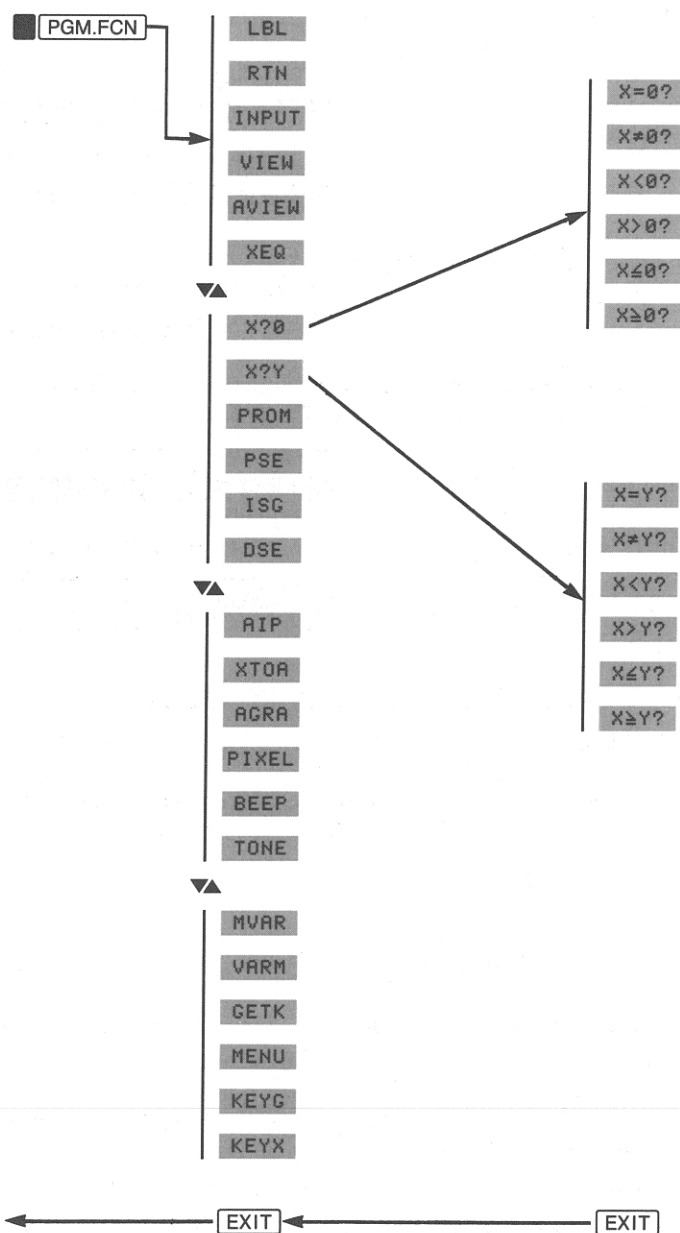 PGM.FCN
LBL
RTN
INPUT
VIEW
AVIEW
XEQ
X?0
X?Y
PROM
PSE
ISG
DSE
AIP
XTOA
AGRA
PIXEL
BEEP
TONE
MVAR
VARM
GETK
MENU
KEYG
KEYX
X=0?
X≠0?
X<0?
X>0?
X≤0?
X≥0?
X=Y?
X≠Y?
X<Y?
X>Y?
X≤Y?
X≥Y?
EXIT
EXIT